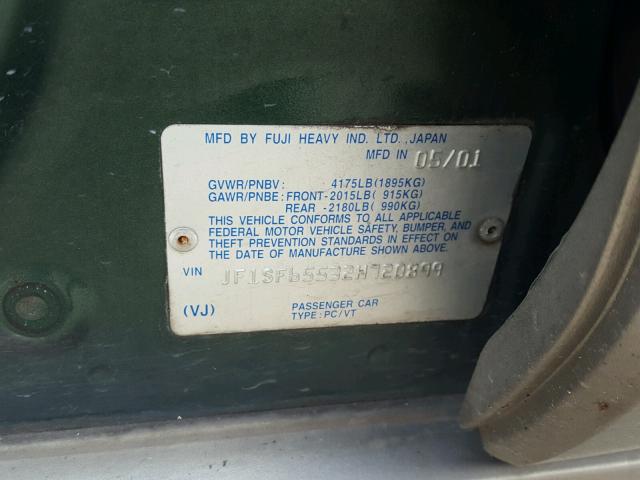 MFD BY FUJI HEAVY IND. LTD., JAPAN
MFD IN 05/01
GVWR/PNBV: 4175LB(1895KG)
GAWR/PNBE: FRONT-2015LB( 915KG)
REAR -2180LB( 990KG)
THIS VEHICLE CONFORMS TO ALL APPLICABLE
FEDERAL MOTOR VEHICLE SAFETY, BUMPER, AND
THEFT PREVENTION STANDARDS IN EFFECT ON
THE DATE OF MANUFACTURE SHOWN ABOVE.
VIN JF1SF65532H720899
(VJ) PASSENGER CAR
TYPE: PC/VT